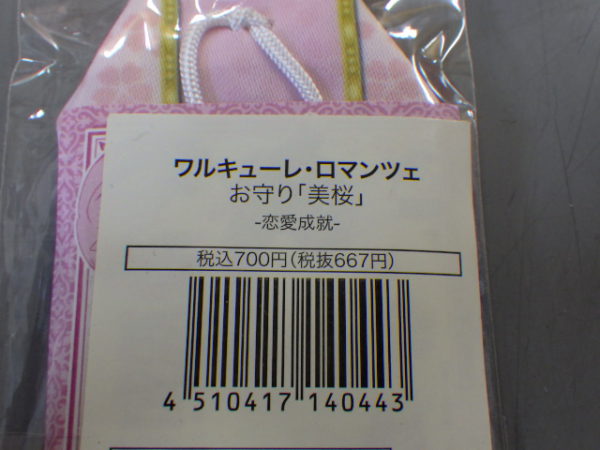 ワルキューレ・ロマンツェ
お守り「美桜」
-恋愛成就-
税込700円(税抜667円)
4 510417 140443